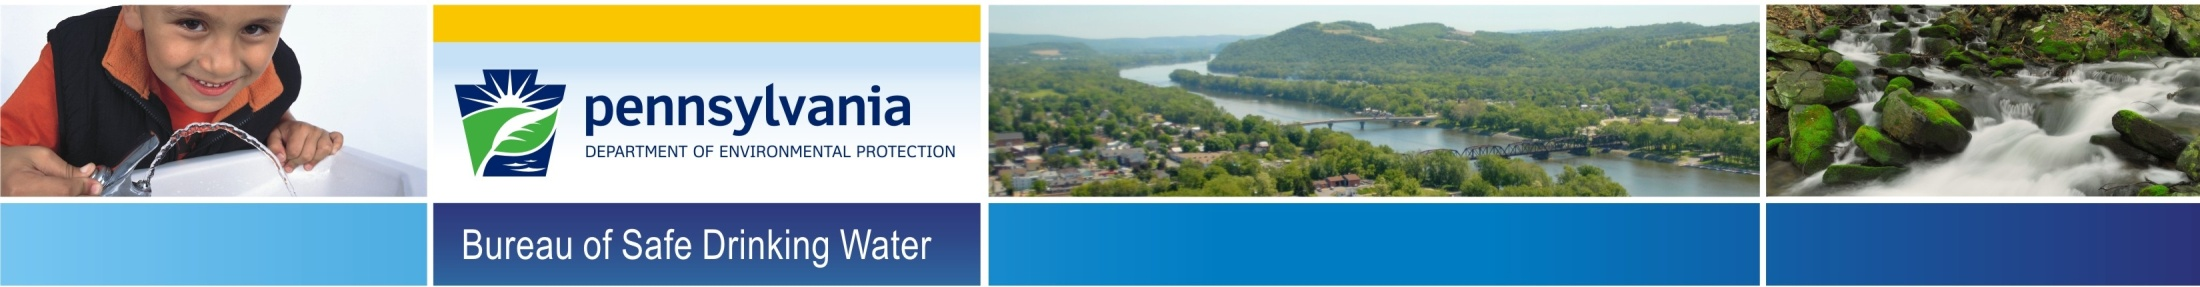 pennsylvania
DEPARTMENT OF ENVIRONMENTAL PROTECTION
Bureau of Safe Drinking Water